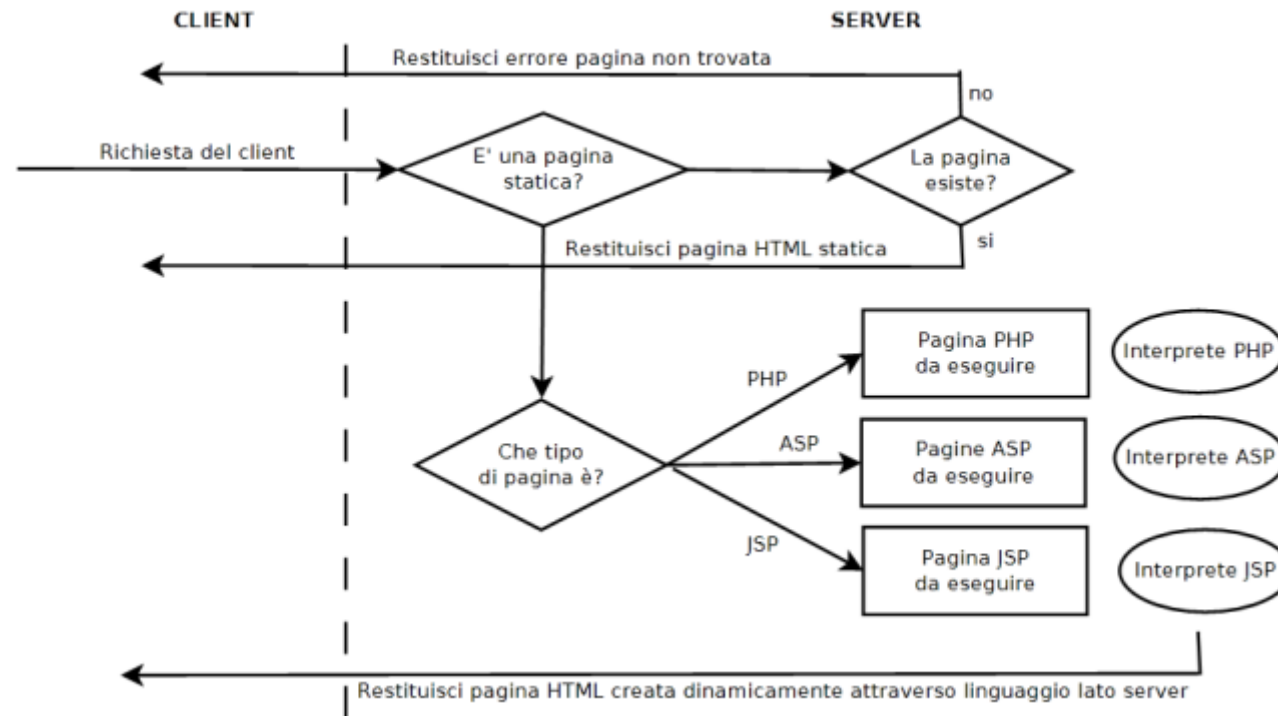 CLIENT
SERVER
Restituisci errore pagina non trovata
no
Richiesta del client
E' una pagina
statica?
La pagina
esiste?
si
Restituisci pagina HTML statica
Pagina PHP
da eseguire
Interprete PHP
PHP
Che tipo
di pagina è?
ASP
Pagine ASP
da eseguire
Interprete ASP
JSP
Pagina JSP
da eseguire
Interprete JSP
Restituisci pagina HTML creata dinamicamente attraverso linguaggio lato server